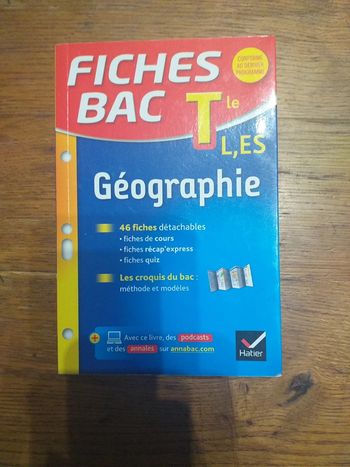 FICHES
BAC
CONFORME
AU DERNIER
PROGRAMME
Tle
L,ES
Géographie
46 fiches détachables
• fiches de cours
• fiches récap'express
• fiches quiz
Les croquis du bac :
méthode et modèles
+ Avec ce livre, des podcasts
et des annales sur annabac.com
Hatier